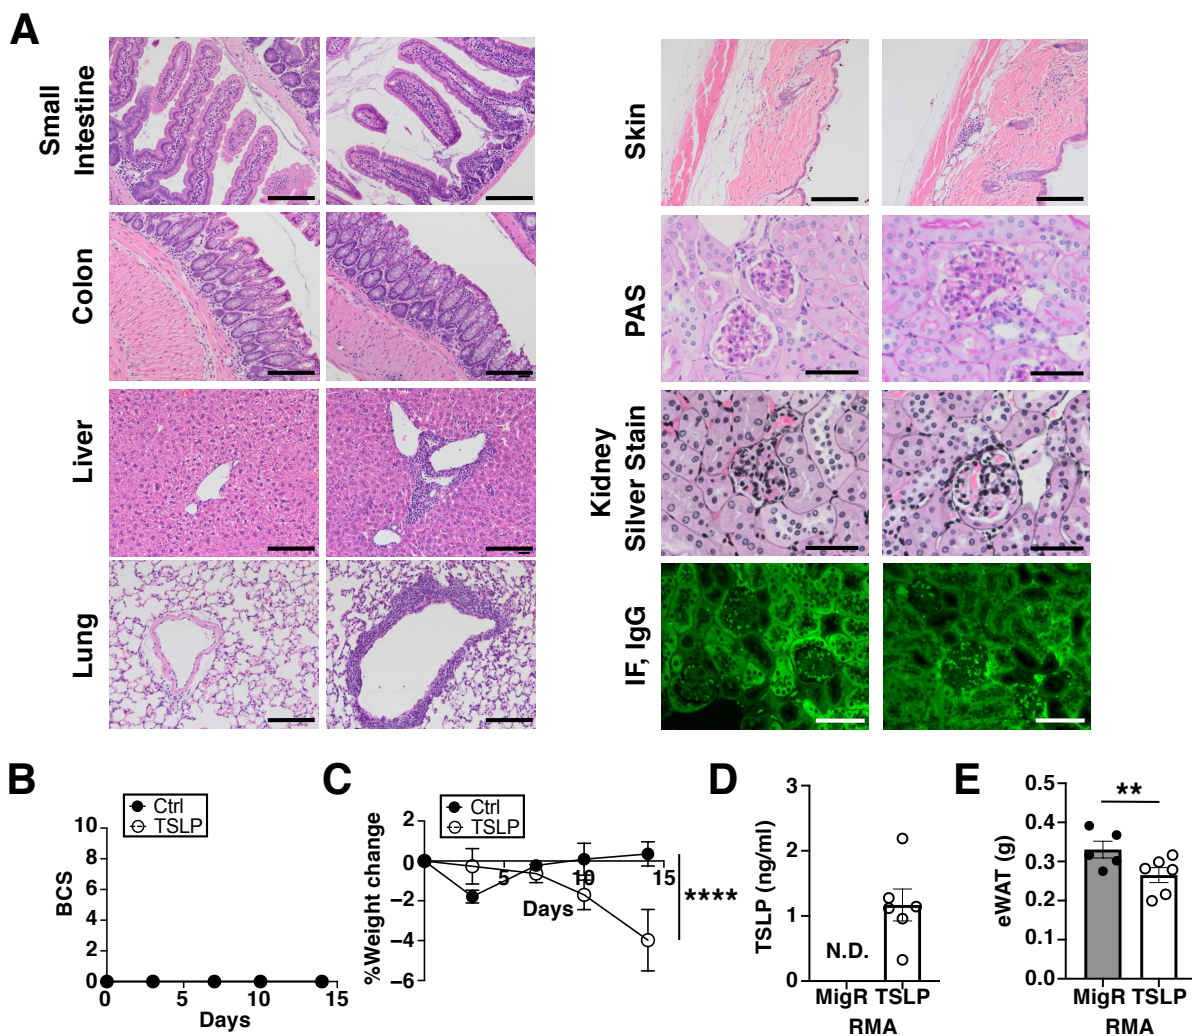 A
Small
Intestine
Colon
Liver
Lung
Skin
PAS
Kidney
Silver Stain
IF, IgG
B
Ctrl
TSLP
BCS
10
8
6
4
2
0
0
5
10
15
Days
C
Ctrl
TSLP
%Weight change
2
0
−2
−4
−6
5
10
15
Days
****
D
TSLP (ng/ml)
3
2
1
0
N.D.
MigR TSLP
RMA
E
eWAT (g)
0.5
0.4
0.3
0.2
0.1
0.0
**
MigR TSLP
RMA